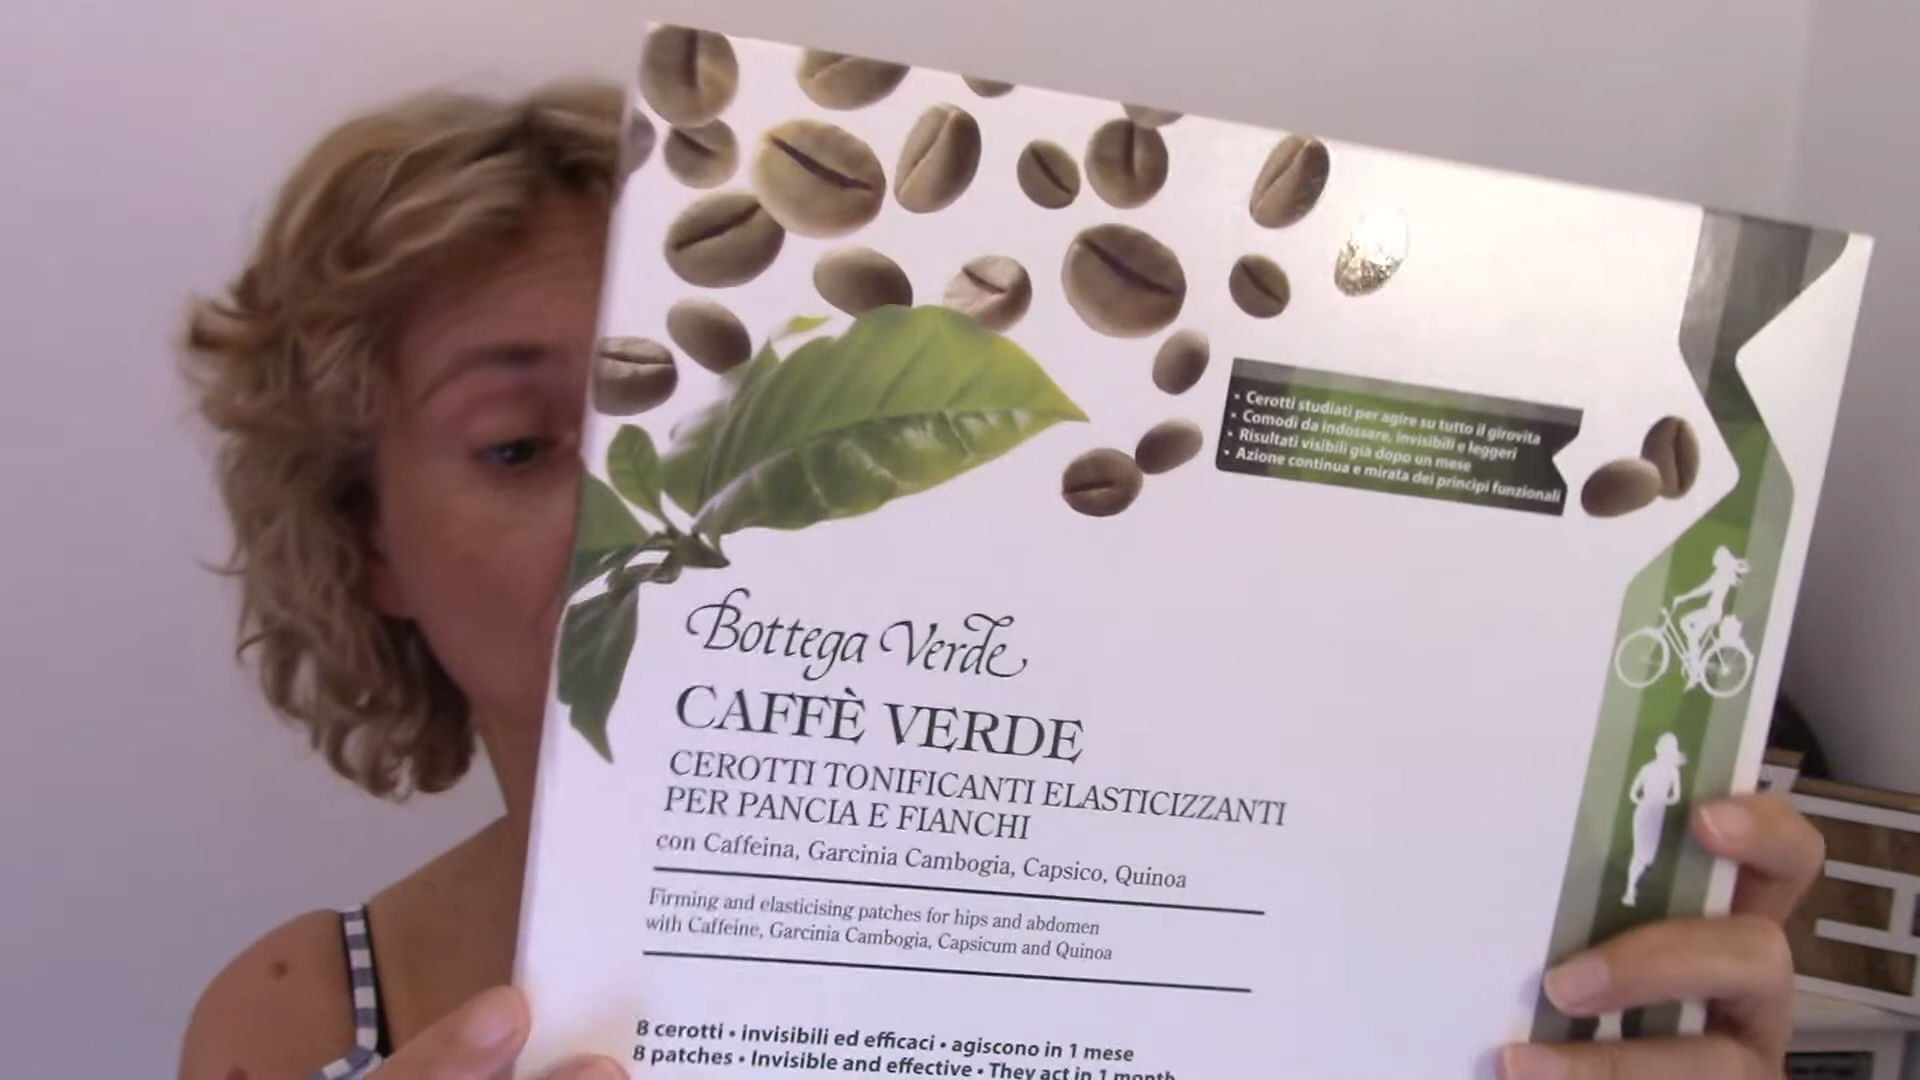 • Cerotti studiati per agire su tutto il girovita
• Comodi da indossare, invisibili e leggeri
• Risultati visibili già dopo un mese
• Azione continua e mirata dei principi funzionali
Bottega Verde
CAFFÈ VERDE
CEROTTI TONIFICANTI ELASTICIZZANTI
PER PANCIA E FIANCHI
con Caffeina, Garcinia Cambogia, Capsico, Quinoa
Firming and elasticising patches for hips and abdomen
with Caffeine, Garcinia Cambogia, Capsicum and Quinoa
8 cerotti • invisibili ed efficaci • agiscono in 1 mese
8 patches • Invisible and effective • They act in 1 month